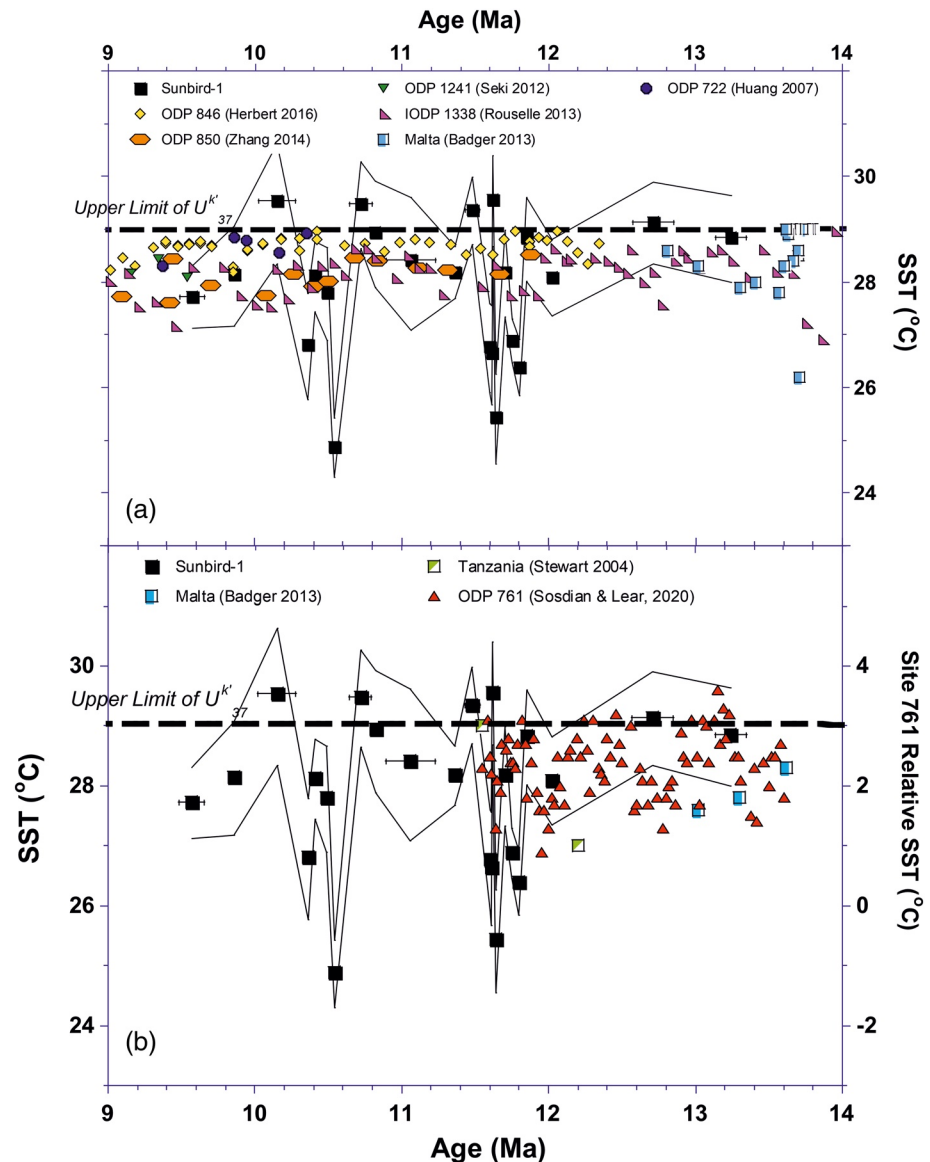 Age (Ma)
9 10 11 12 13 14
Sunbird-1 ODP 1241 (Seki 2012) ODP 722 (Huang 2007)
ODP 846 (Herbert 2016) IODP 1338 (Rouselle 2013)
ODP 850 (Zhang 2014) Malta (Badger 2013)
30
Upper Limit of U^k'_37
28
SST (°C)
26
24
(a)
Sunbird-1 Tanzania (Stewart 2004)
Malta (Badger 2013) ODP 761 (Sosdian & Lear, 2020)
30 4
Upper Limit of U^k'_37
28 2
SST (°C)
Site 761 Relative SST (°C)
26 0
24 -2
(b)
9 10 11 12 13 14
Age (Ma)